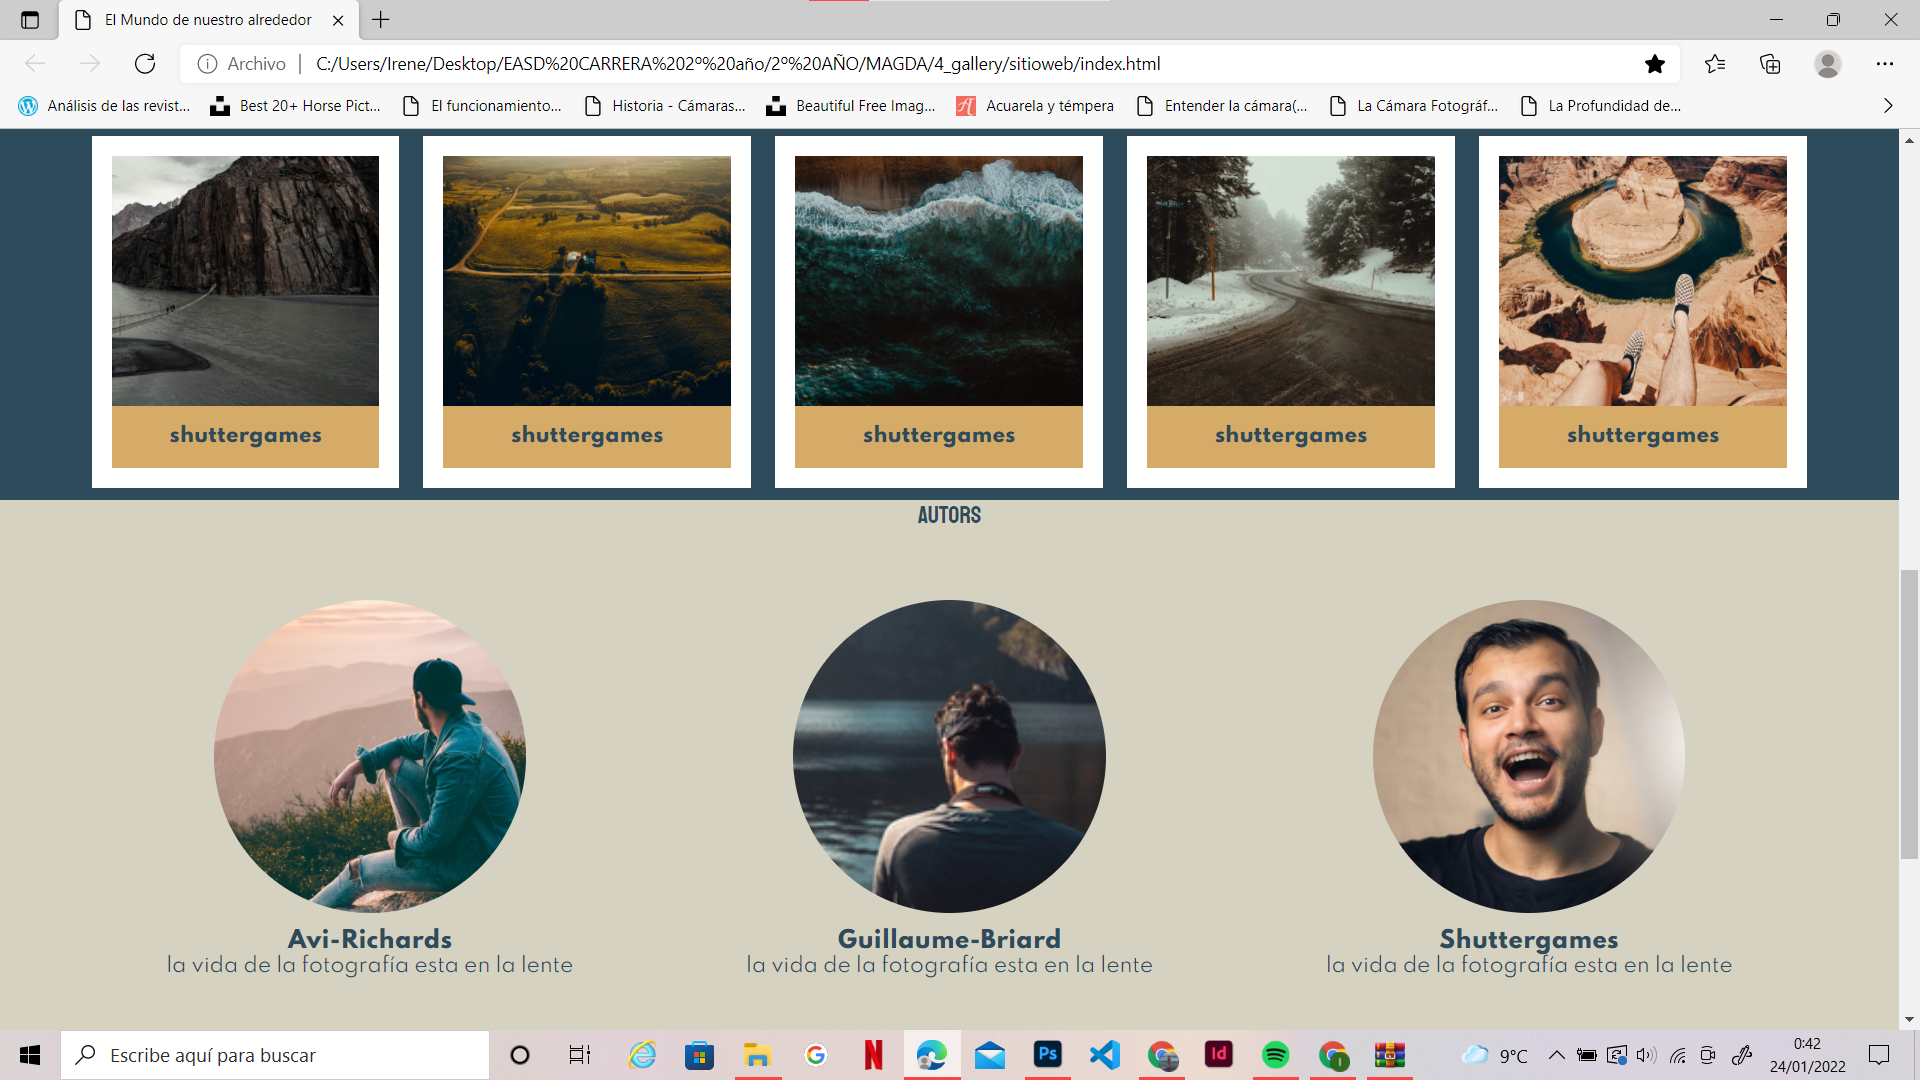 El Mundo de nuestro alrededor
Archivo C:/Users/Irene/Desktop/EASD%20CARRERA%202º%20año/2º%20AÑO/MAGDA/4_gallery/sitioweb/index.html
Análisis de las revist... Best 20+ Horse Pict... El funcionamiento... Historia - Cámaras... Beautiful Free Imag... Acuarela y témpera Entender la cámara(... La Cámara Fotográf... La Profundidad de...
shuttergames shuttergames shuttergames shuttergames shuttergames
AUTORS
Avi-Richards Guillaume-Briard Shuttergames
la vida de la fotografía esta en la lente la vida de la fotografía esta en la lente la vida de la fotografía esta en la lente
Escribe aquí para buscar
Ps
Id
9°C
0:42
24/01/2022